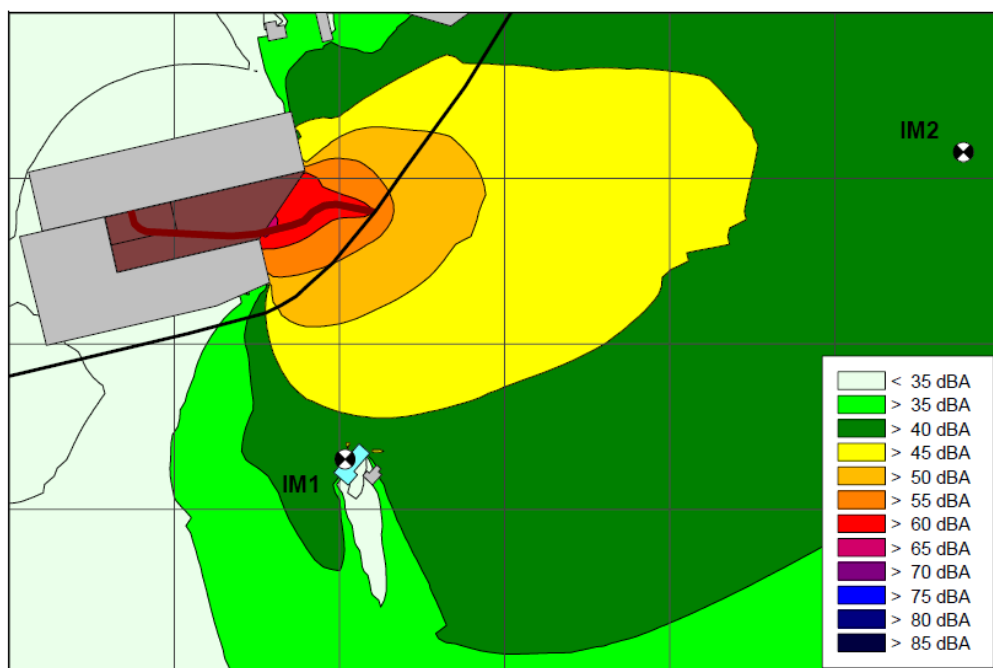 IM2
IM1
< 35 dBA
> 35 dBA
> 40 dBA
> 45 dBA
> 50 dBA
> 55 dBA
> 60 dBA
> 65 dBA
> 70 dBA
> 75 dBA
> 80 dBA
> 85 dBA